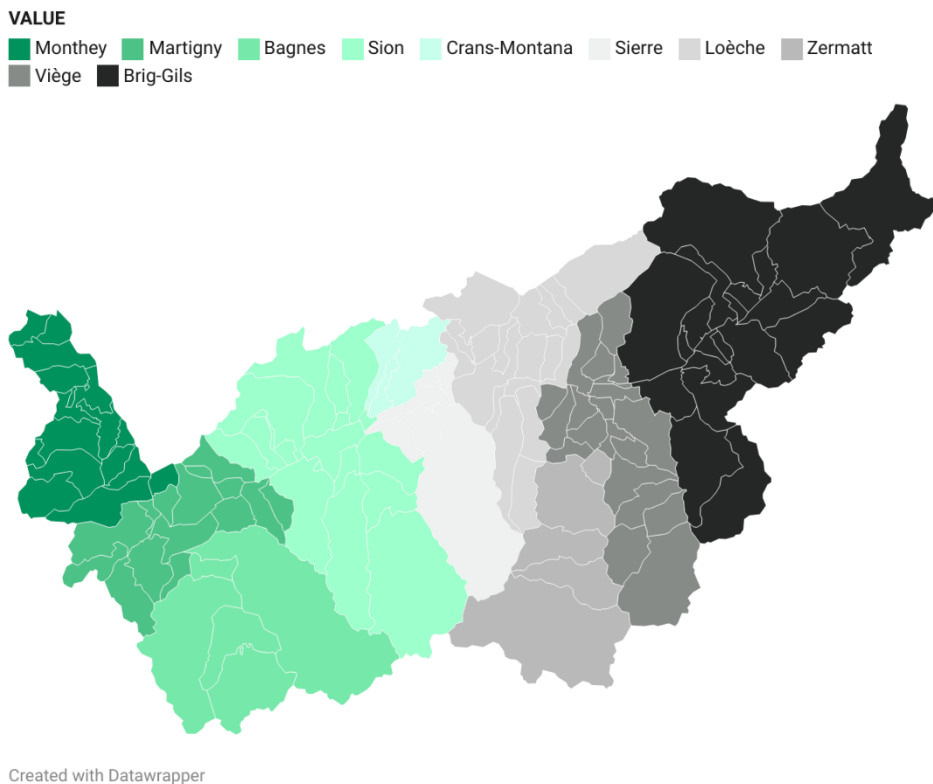 VALUE
Monthey Martigny Bagnes Sion Crans-Montana Sierre Loèche Zermatt
Viège Brig-Gils
Created with Datawrapper